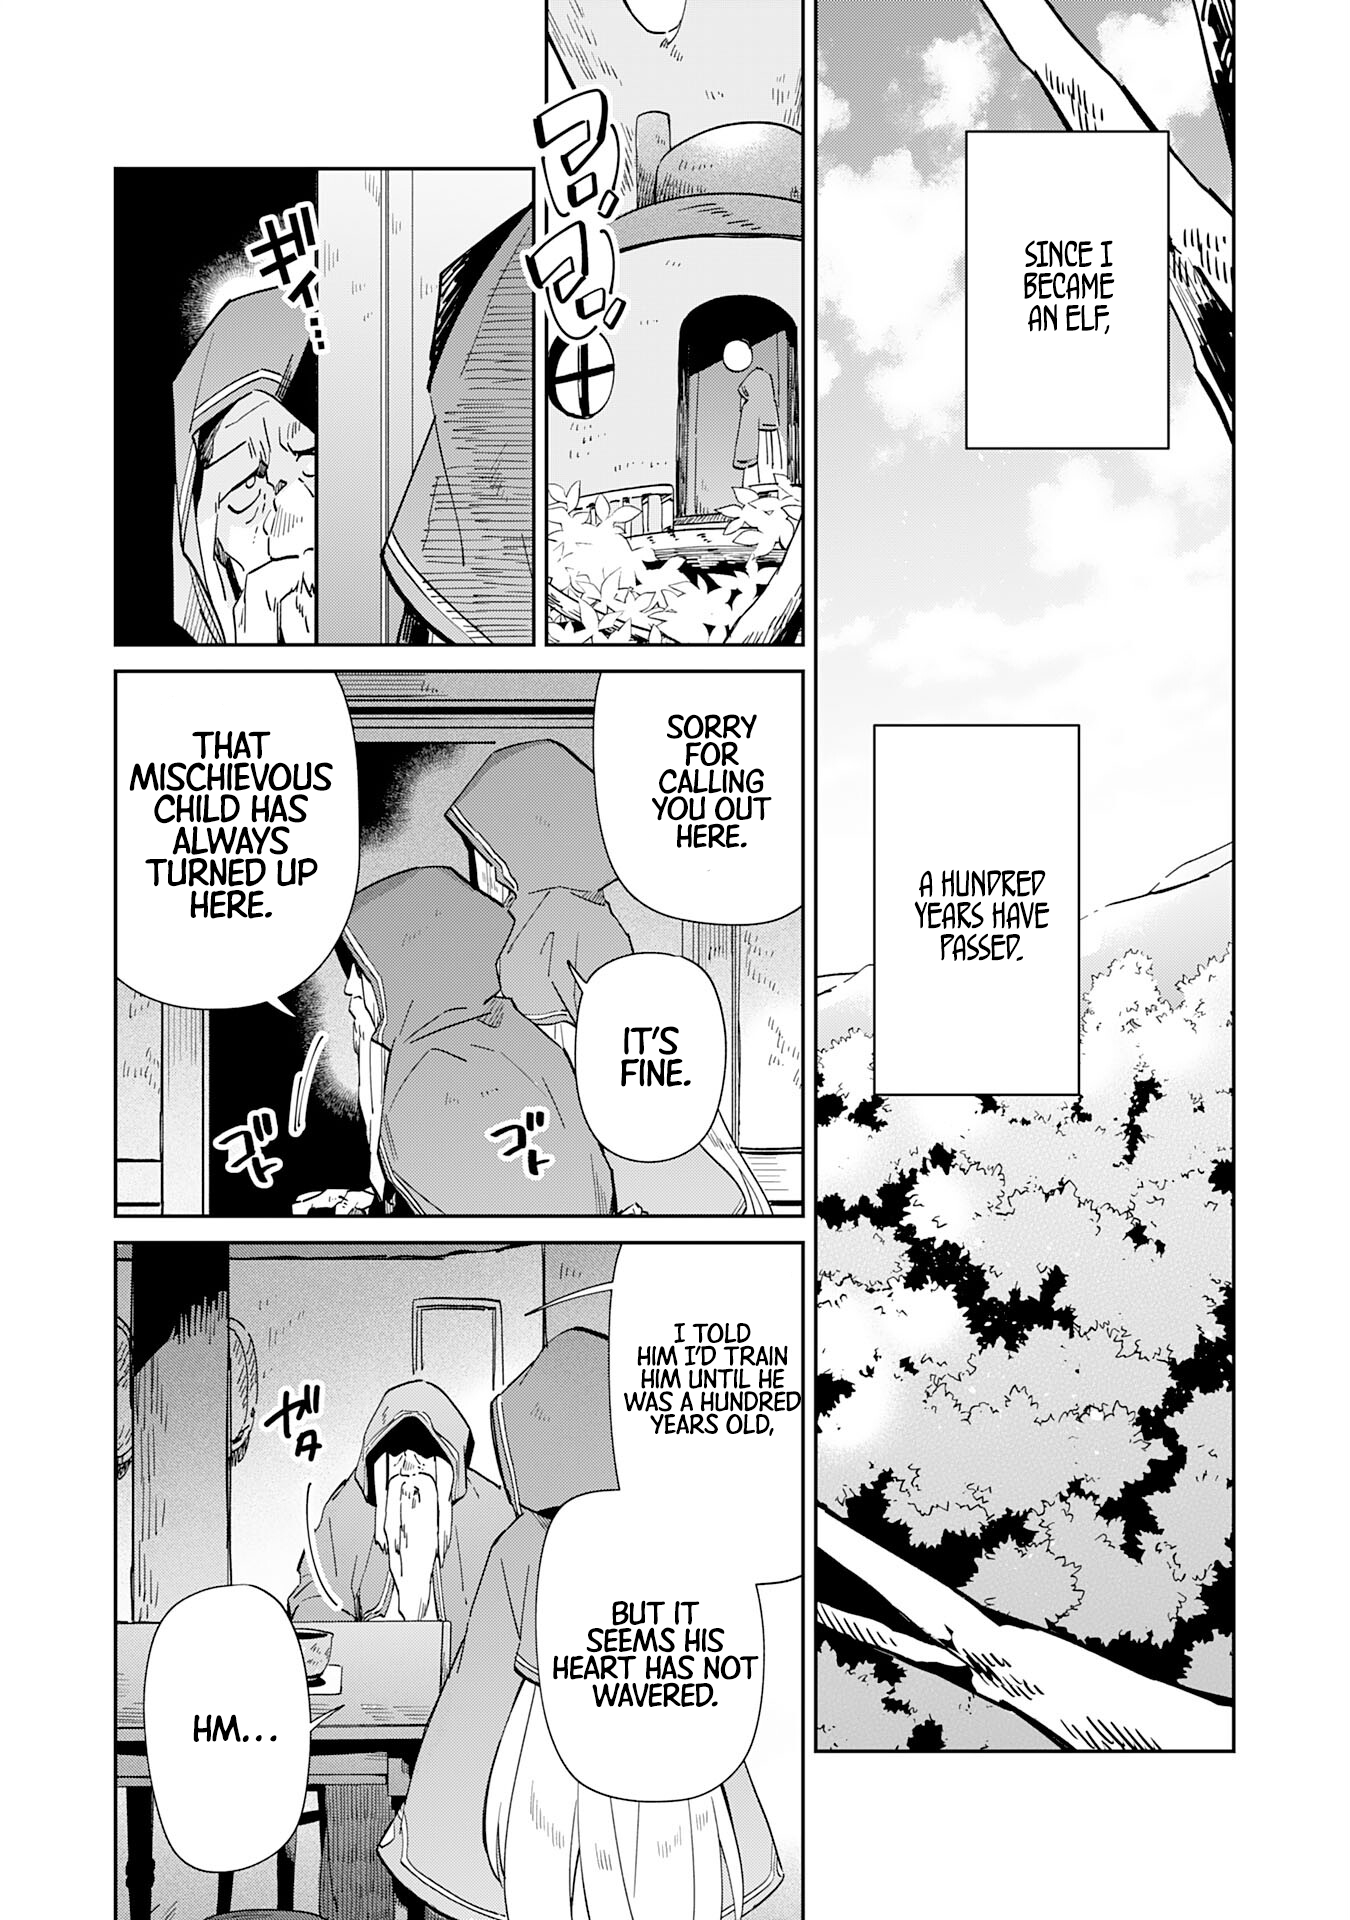 SINCE I
BECAME
AN ELF,
A HUNDRED
YEARS HAVE
PASSED.
コン、
コン
ギィ…
SORRY
FOR
CALLING
YOU OUT
HERE.
IT'S
FINE.
THAT
MISCHIEVOUS
CHILD HAS
ALWAYS
TURNED UP
HERE.
ゴト
ゴト
I TOLD
HIM I'D TRAIN
HIM UNTIL HE
WAS A HUNDRED
YEARS OLD,
BUT IT
SEEMS HIS
HEART HAS NOT
WAVERED.
ガタ
HM...